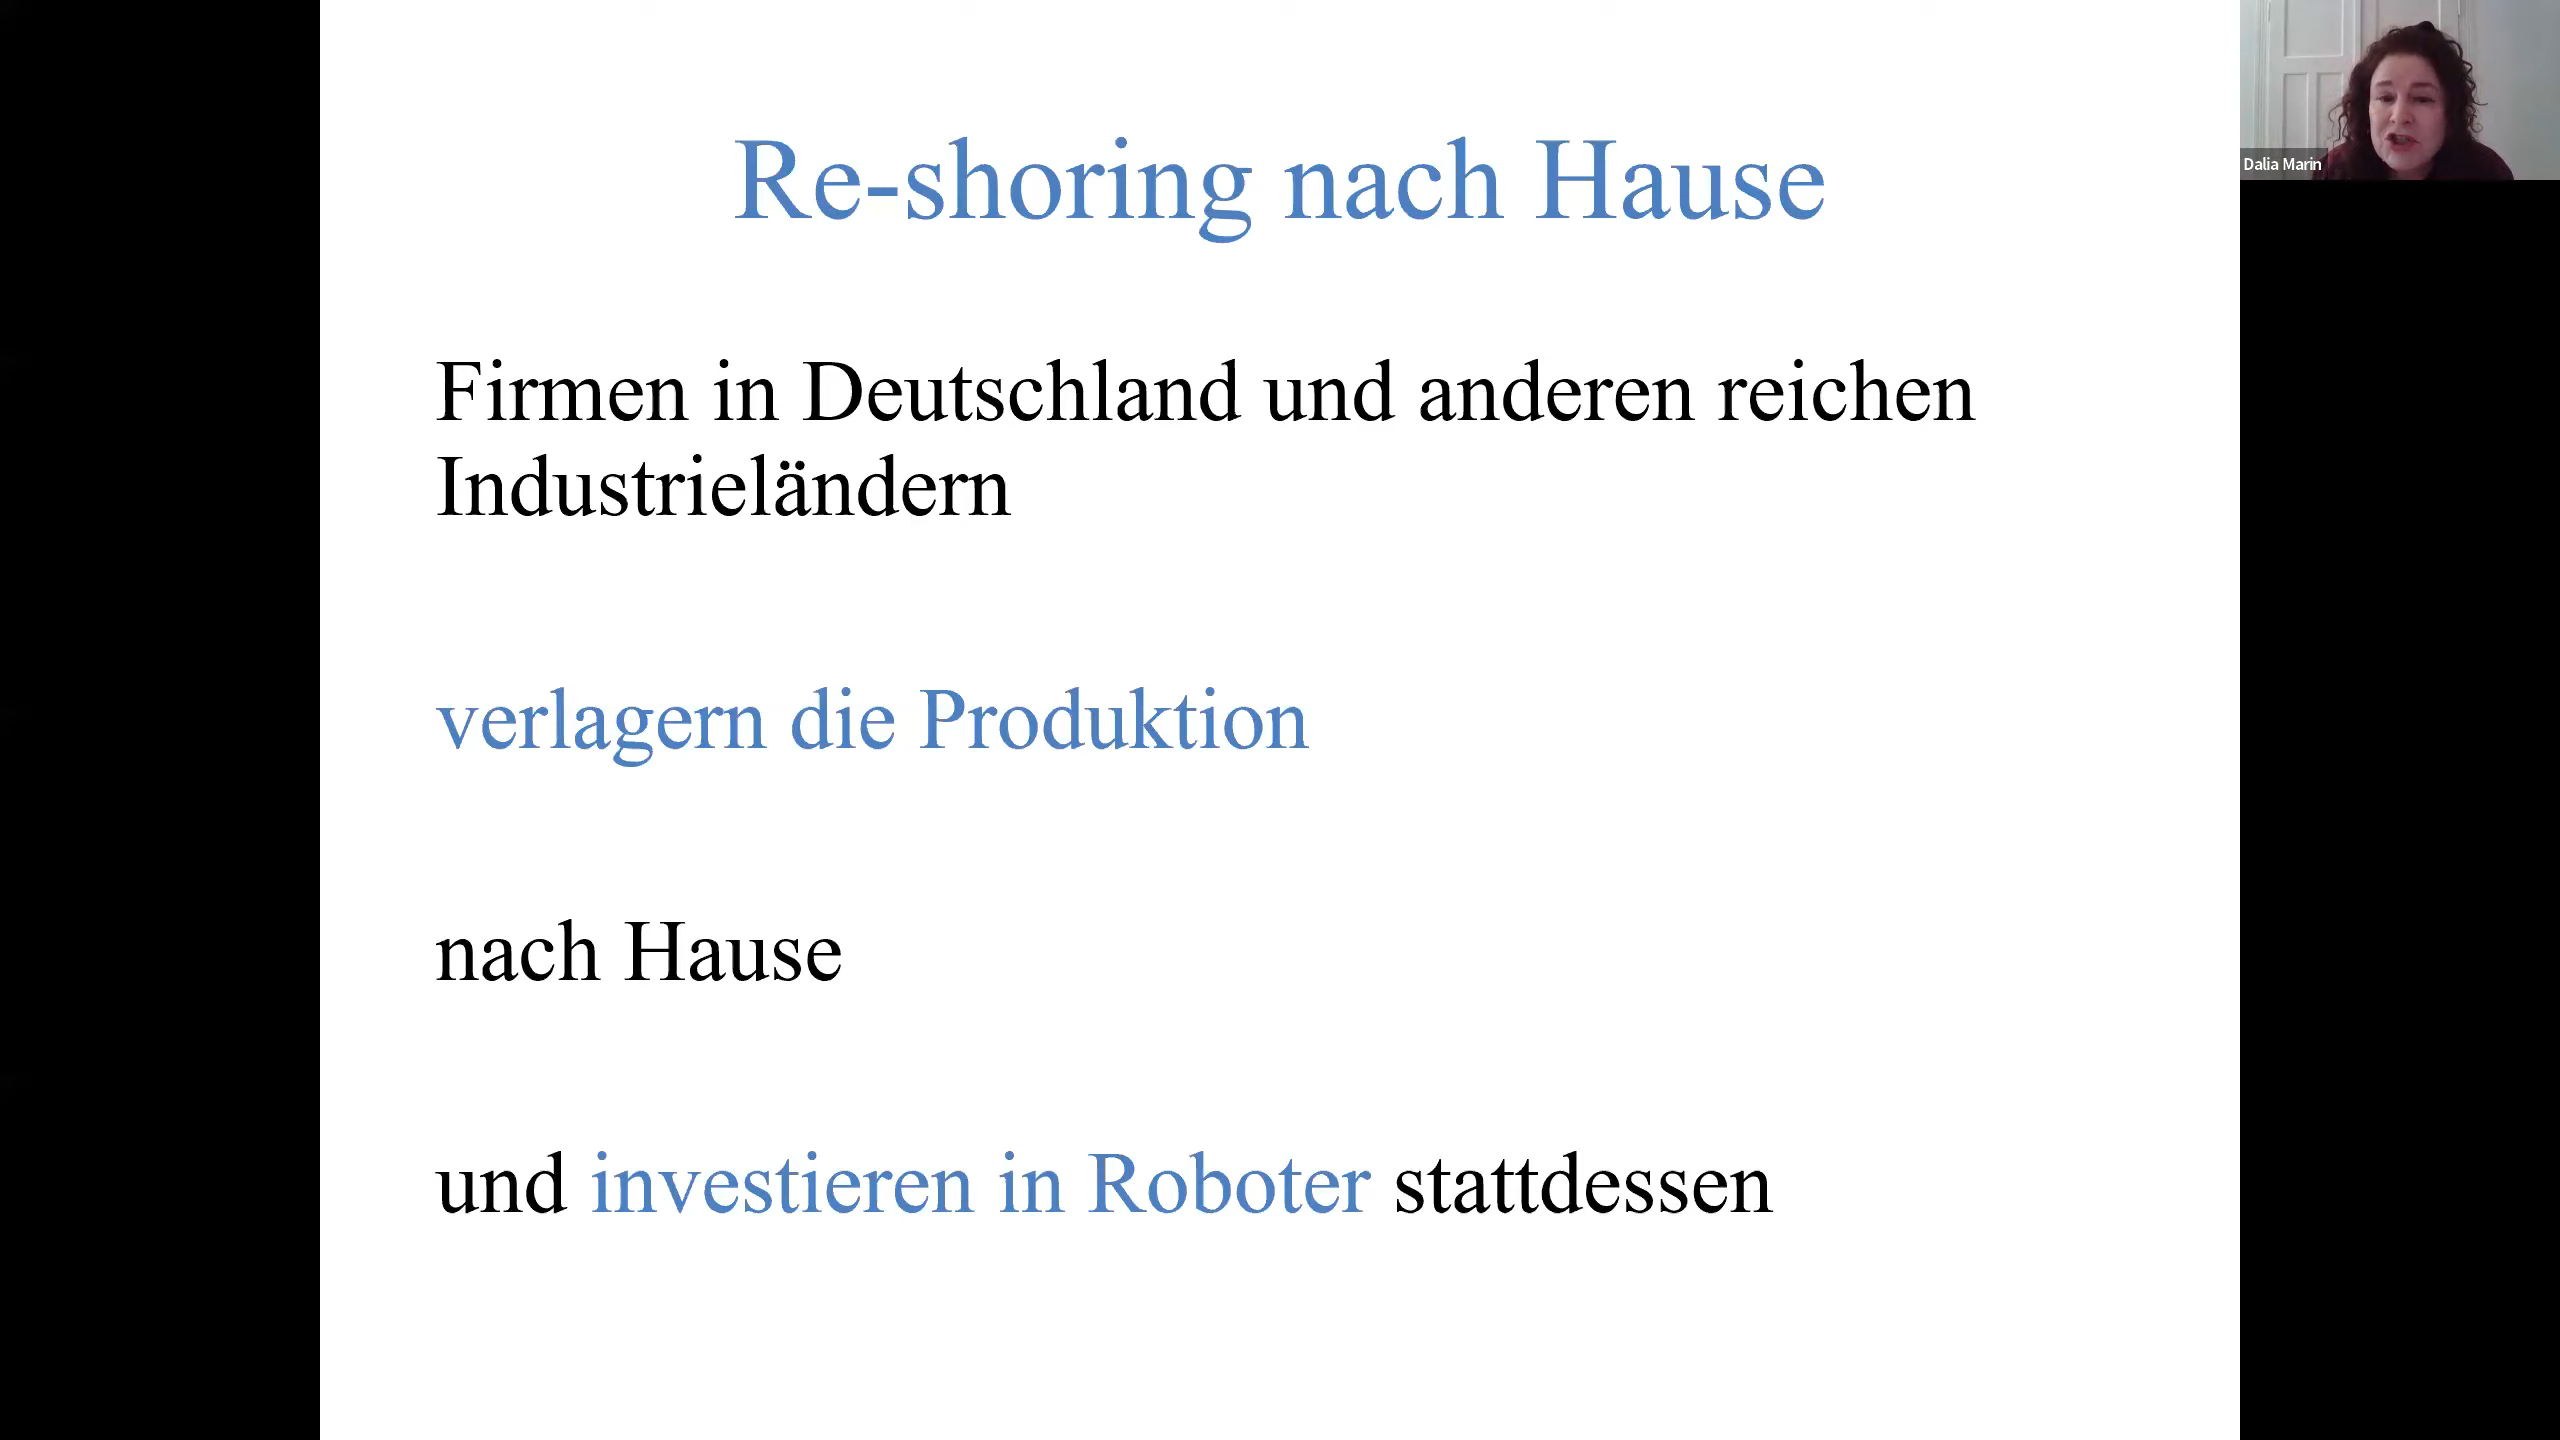 Re-shoring nach Hause
Dalia Marin
Firmen in Deutschland und anderen reichen
Industrieländern
verlagern die Produktion
nach Hause
und investieren in Roboter stattdessen